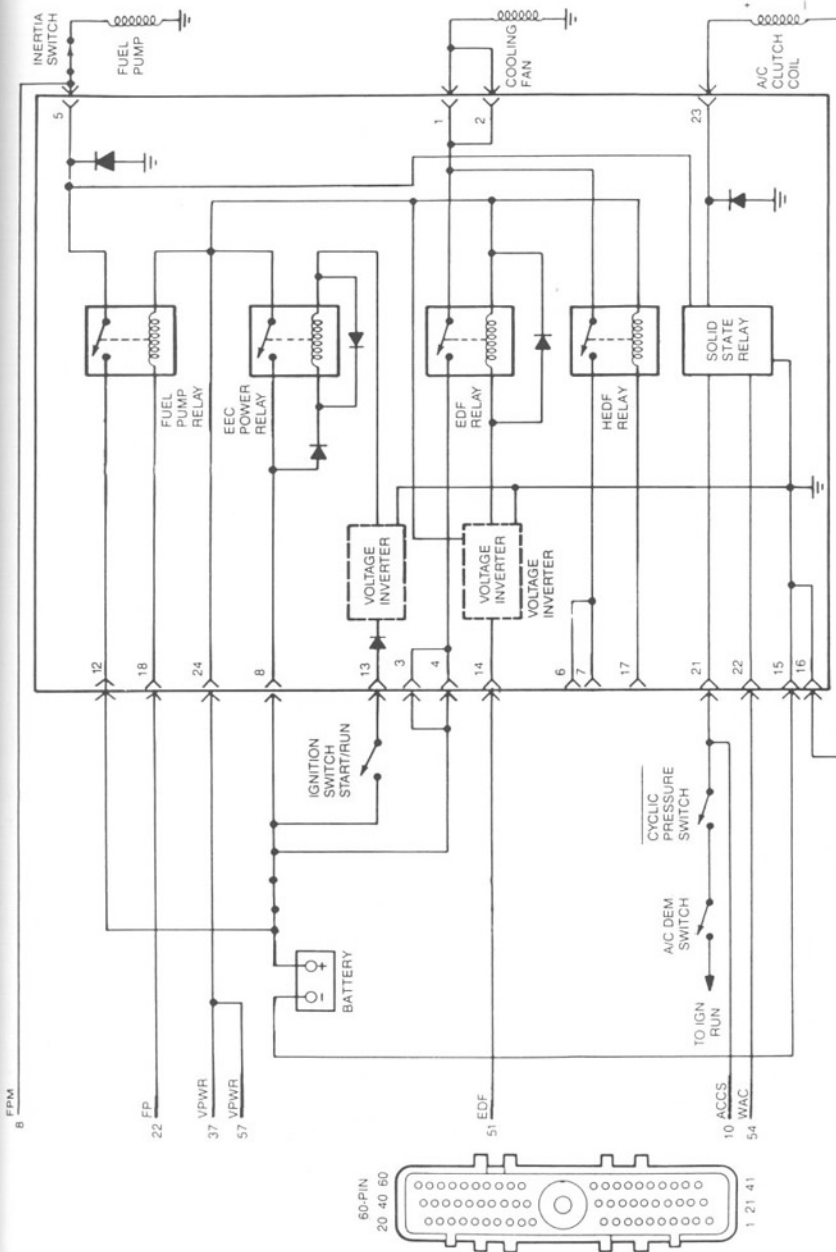 INERTIA
SWITCH
FUEL
PUMP
COOLING
FAN
A/C
CLUTCH
COIL
+
−
5
1
2
23
FUEL
PUMP
RELAY
EEC
POWER
RELAY
EDF
RELAY
HEDF
RELAY
SOLID
STATE
RELAY
VOLTAGE
INVERTER
VOLTAGE
INVERTER
VOLTAGE
INVERTER
12
18
24
8
13
3
4
14
6
7
17
21
22
15
16
IGNITION
SWITCH
START/RUN
CYCLIC
PRESSURE
SWITCH
A/C DEM.
SWITCH
TO IGN
RUN
+
−
BATTERY
FPM
8
FP
22
VPWR
37
VPWR
57
EDF
51
ACCS
10
WAC
54
60-PIN
20 40 60
1 21 41